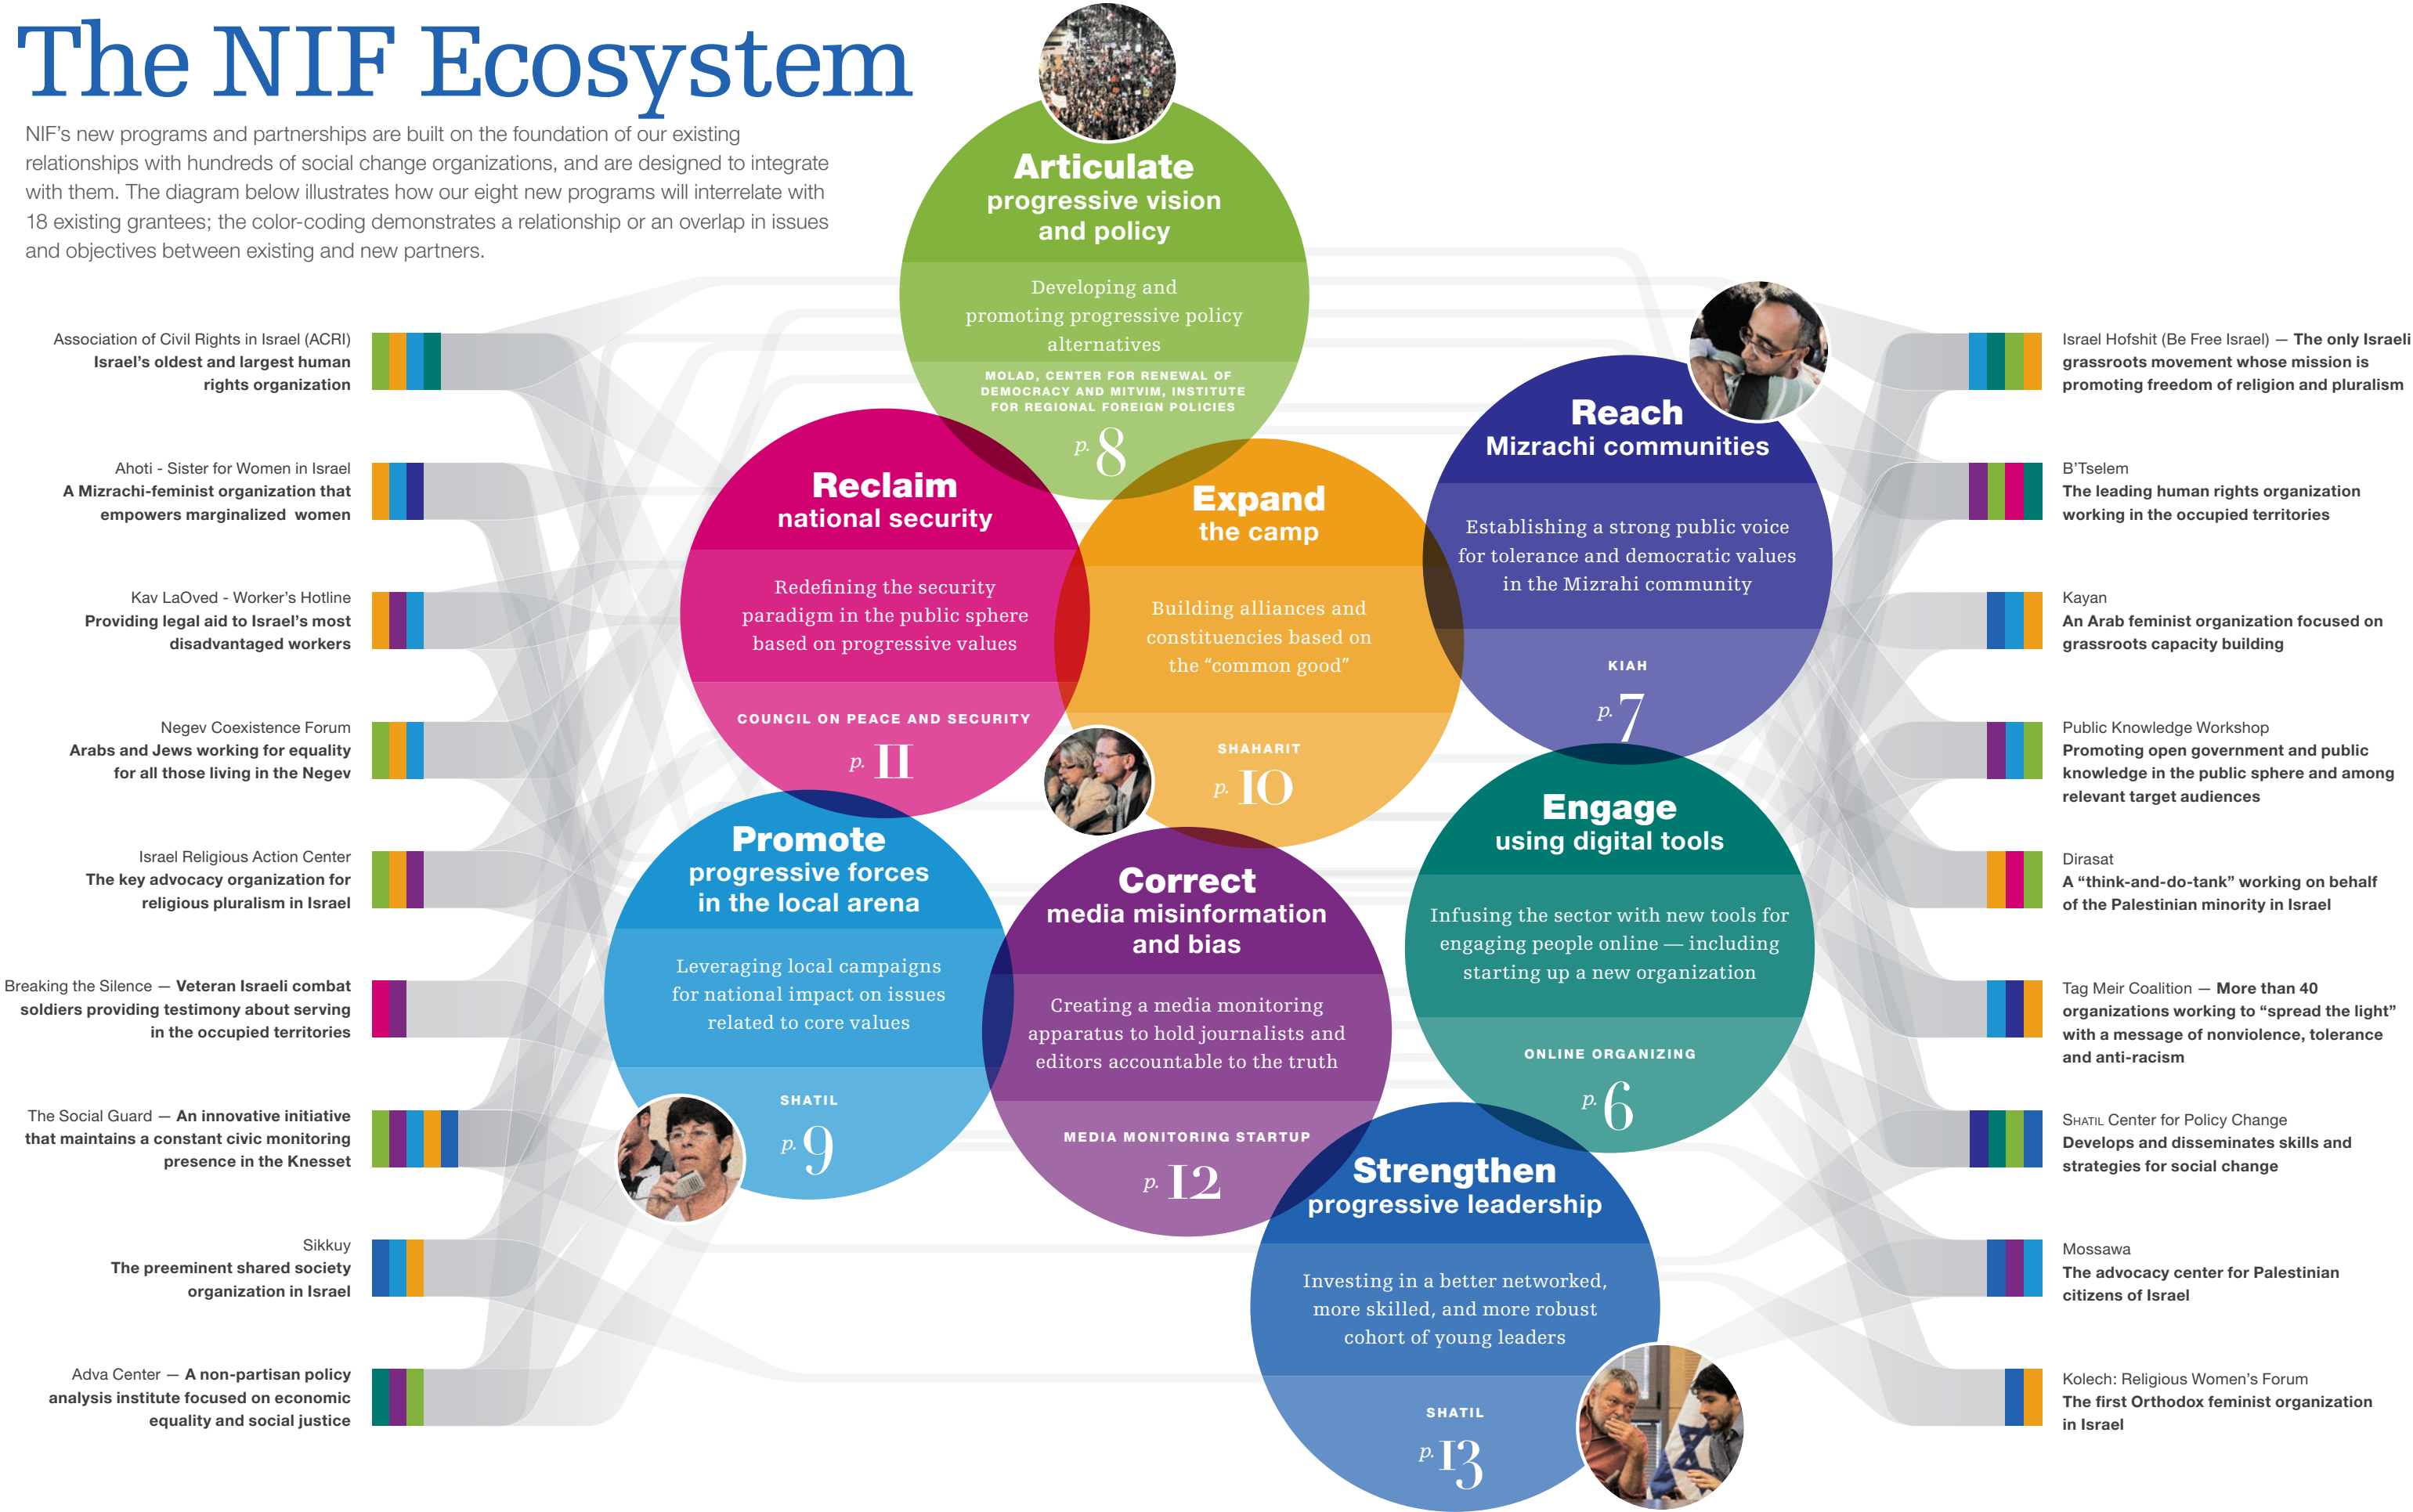 The NIF Ecosystem
NIF's new programs and partnerships are built on the foundation of our existing
relationships with hundreds of social change organizations, and are designed to integrate
with them. The diagram below illustrates how our eight new programs will interrelate with
18 existing grantees; the color-coding demonstrates a relationship or an overlap in issues
and objectives between existing and new partners.
Association of Civil Rights in Israel (ACRI)
Israel's oldest and largest human
rights organization
Ahoti - Sister for Women in Israel
A Mizrachi-feminist organization that
empowers marginalized women
Kav LaOved - Worker's Hotline
Providing legal aid to Israel's most
disadvantaged workers
Negev Coexistence Forum
Arabs and Jews working for equality
for all those living in the Negev
Israel Religious Action Center
The key advocacy organization for
religious pluralism in Israel
Breaking the Silence — Veteran Israeli combat
soldiers providing testimony about serving
in the occupied territories
The Social Guard — An innovative initiative
that maintains a constant civic monitoring
presence in the Knesset
Sikkuy
The preeminent shared society
organization in Israel
Adva Center — A non-partisan policy
analysis institute focused on economic
equality and social justice
Articulate
progressive vision
and policy
Developing and
promoting progressive policy
alternatives
MOLAD, CENTER FOR RENEWAL OF
DEMOCRACY AND MITVIM, INSTITUTE
FOR REGIONAL FOREIGN POLICIES
p. 8
Reclaim
national security
Redefining the security
paradigm in the public sphere
based on progressive values
COUNCIL ON PEACE AND SECURITY
p. 11
Expand
the camp
Building alliances and
constituencies based on
the "common good"
SHAHARIT
p. 10
Reach
Mizrachi communities
Establishing a strong public voice
for tolerance and democratic values
in the Mizrahi community
KIAH
p. 7
Promote
progressive forces
in the local arena
Leveraging local campaigns
for national impact on issues
related to core values
SHATIL
p. 9
Correct
media misinformation
and bias
Creating a media monitoring
apparatus to hold journalists and
editors accountable to the truth
MEDIA MONITORING STARTUP
p. 12
Engage
using digital tools
Infusing the sector with new tools for
engaging people online — including
starting up a new organization
ONLINE ORGANIZING
p. 6
Strengthen
progressive leadership
Investing in a better networked,
more skilled, and more robust
cohort of young leaders
SHATIL
p. 13
Israel Hofshit (Be Free Israel) — The only Israeli
grassroots movement whose mission is
promoting freedom of religion and pluralism
B'Tselem
The leading human rights organization
working in the occupied territories
Kayan
An Arab feminist organization focused on
grassroots capacity building
Public Knowledge Workshop
Promoting open government and public
knowledge in the public sphere and among
relevant target audiences
Dirasat
A "think-and-do-tank" working on behalf
of the Palestinian minority in Israel
Tag Meir Coalition — More than 40
organizations working to "spread the light"
with a message of nonviolence, tolerance
and anti-racism
SHATIL Center for Policy Change
Develops and disseminates skills and
strategies for social change
Mossawa
The advocacy center for Palestinian
citizens of Israel
Kolech: Religious Women's Forum
The first Orthodox feminist organization
in Israel